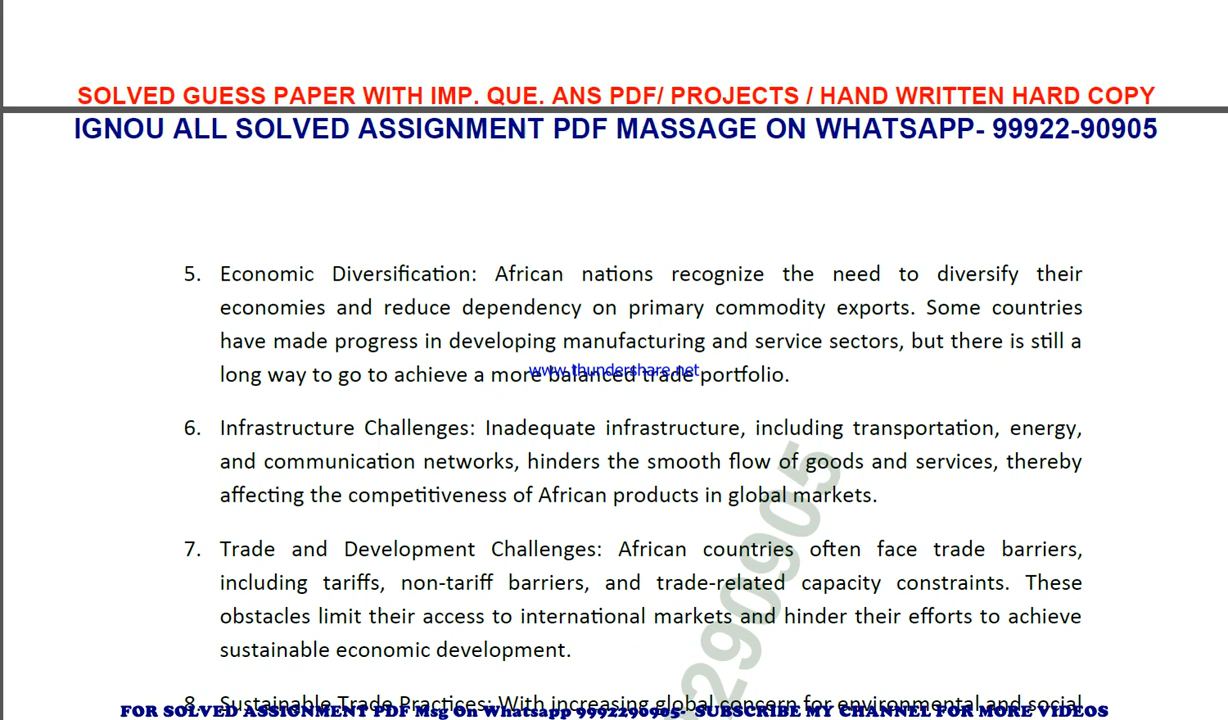 SOLVED GUESS PAPER WITH IMP. QUE. ANS PDF/ PROJECTS / HAND WRITTEN HARD COPY
IGNOU ALL SOLVED ASSIGNMENT PDF MASSAGE ON WHATSAPP- 99922-90905
5. Economic Diversification: African nations recognize the need to diversify their
economies and reduce dependency on primary commodity exports. Some countries
have made progress in developing manufacturing and service sectors, but there is still a
long way to go to achieve a more balanced trade portfolio.
www.thundershare.net
6. Infrastructure Challenges: Inadequate infrastructure, including transportation, energy,
and communication networks, hinders the smooth flow of goods and services, thereby
affecting the competitiveness of African products in global markets.
7. Trade and Development Challenges: African countries often face trade barriers,
including tariffs, non-tariff barriers, and trade-related capacity constraints. These
obstacles limit their access to international markets and hinder their efforts to achieve
sustainable economic development.
290905
8. Sustainable Trade Practices: With increasing global concern for environmental and social
FOR SOLVED ASSIGNMENT PDF Msg On Whatsapp 9992290905- SUBSCRIBE MY CHANNEL FOR MORE VIDEOS